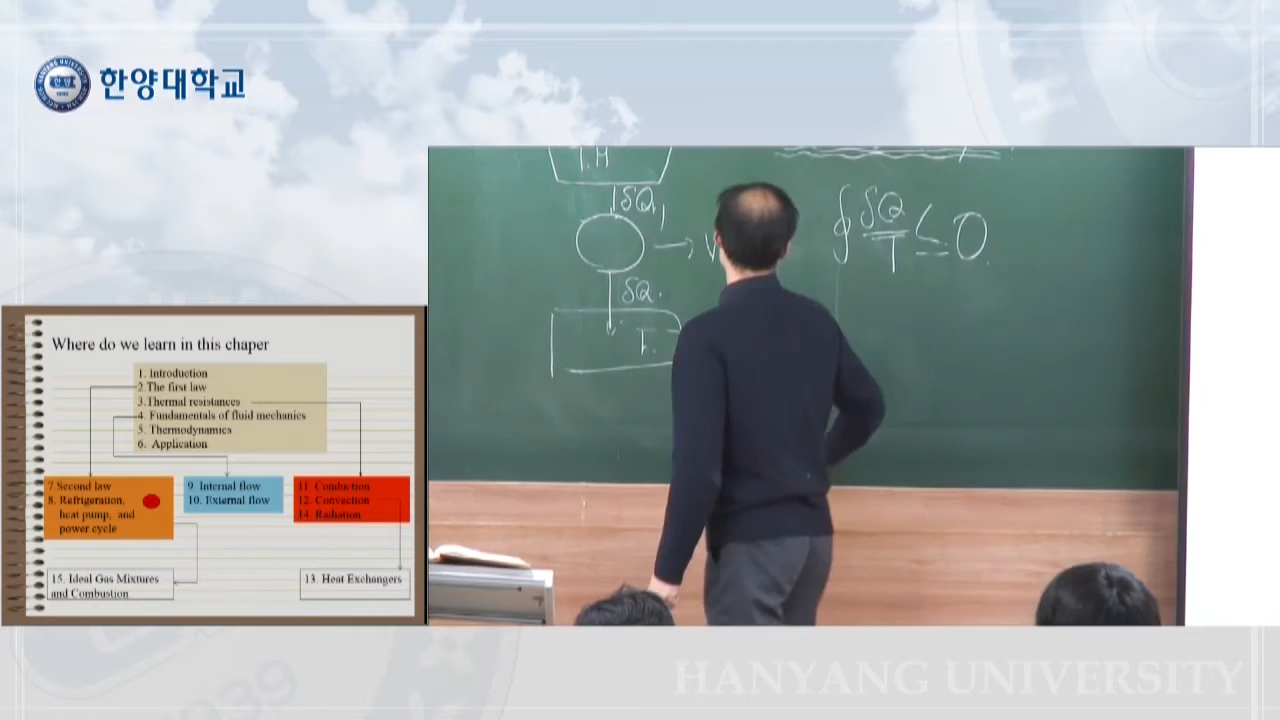 한양대학교
T.H
δQ,
δQ.
∮ δQ/T ≤ 0
Where do we learn in this chaper
1. Introduction
2 The first law
3.Thermal resistances
4. Fundamentals of fluid mechanics
5. Thermodynamics
6. Application
7 Second law
8. Refrigeration,
heat pump, and
power cycle
9. Internal flow
10. External flow
11. Conduction
12. Convection
14. Radiation
15. Ideal Gas Mixtures
and Combustion
13. Heat Exchangers
HANYANG UNIVERSITY